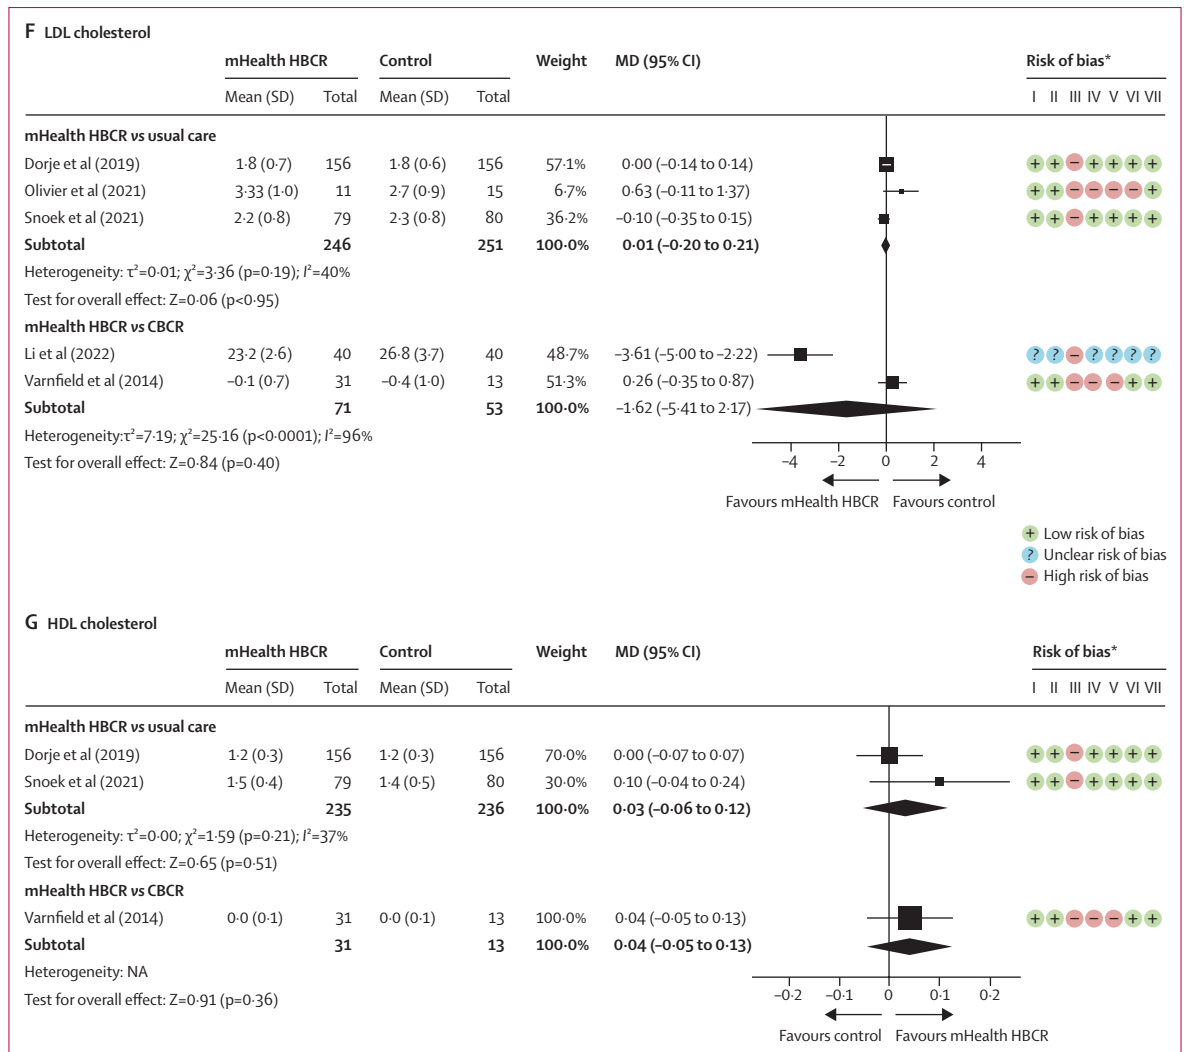 F LDL cholesterol
mHealth HBCR Control Weight MD (95% CI) Risk of bias*
Mean (SD) Total Mean (SD) Total I II III IV V VI VII
mHealth HBCR vs usual care
Dorje et al (2019) 1·8 (0·7) 156 1·8 (0·6) 156 57·1% 0·00 (–0·14 to 0·14) + + – + + + +
Olivier et al (2021) 3·33 (1·0) 11 2·7 (0·9) 15 6·7% 0·63 (–0·11 to 1·37) + + – – – – +
Snoek et al (2021) 2·2 (0·8) 79 2·3 (0·8) 80 36·2% –0·10 (–0·35 to 0·15) + + – + + + +
Subtotal 246 251 100·0% 0·01 (–0·20 to 0·21)
Heterogeneity: τ²=0·01; χ²=3·36 (p=0·19); I²=40%
Test for overall effect: Z=0·06 (p<0·95)
mHealth HBCR vs CBCR
Li et al (2022) 23·2 (2·6) 40 26·8 (3·7) 40 48·7% –3·61 (–5·00 to –2·22) ? ? – ? ? ? ?
Varnfield et al (2014) –0·1 (0·7) 31 –0·4 (1·0) 13 51·3% 0·26 (–0·35 to 0·87) + + – – – + +
Subtotal 71 53 100·0% –1·62 (–5·41 to 2·17)
Heterogeneity:τ²=7·19; χ²=25·16 (p<0·0001); I²=96%
Test for overall effect: Z=0·84 (p=0·40)
–4 –2 0 2 4
Favours mHealth HBCR Favours control
+ Low risk of bias
? Unclear risk of bias
– High risk of bias
G HDL cholesterol
mHealth HBCR Control Weight MD (95% CI) Risk of bias*
Mean (SD) Total Mean (SD) Total I II III IV V VI VII
mHealth HBCR vs usual care
Dorje et al (2019) 1·2 (0·3) 156 1·2 (0·3) 156 70·0% 0·00 (–0·07 to 0·07) + + – + + + +
Snoek et al (2021) 1·5 (0·4) 79 1·4 (0·5) 80 30·0% 0·10 (–0·04 to 0·24) + + – + + + +
Subtotal 235 236 100·0% 0·03 (–0·06 to 0·12)
Heterogeneity: τ²=0·00; χ²=1·59 (p=0·21); I²=37%
Test for overall effect: Z=0·65 (p=0·51)
mHealth HBCR vs CBCR
Varnfield et al (2014) 0·0 (0·1) 31 0·0 (0·1) 13 100·0% 0·04 (–0·05 to 0·13) + + – – – + +
Subtotal 31 13 100·0% 0·04 (–0·05 to 0·13)
Heterogeneity: NA
Test for overall effect: Z=0·91 (p=0·36)
–0·2 –0·1 0 0·1 0·2
Favours control Favours mHealth HBCR